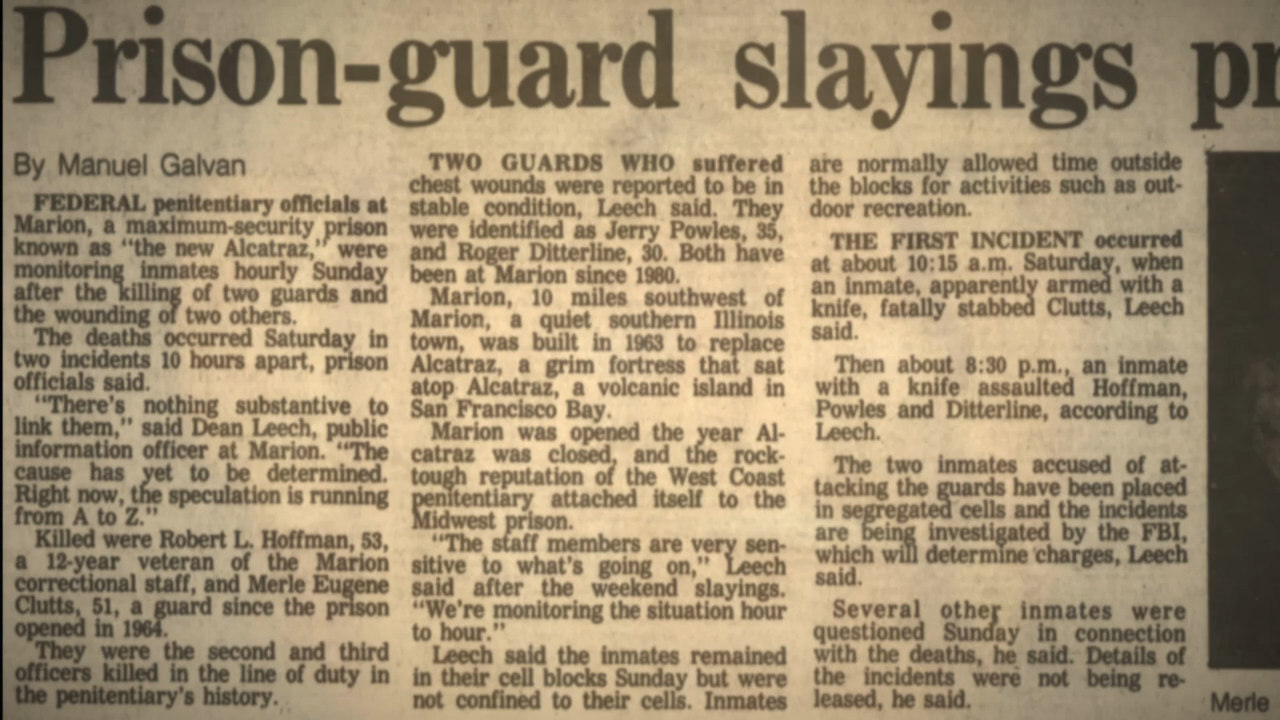 Prison-guard slayings pr
By Manuel Galvan
FEDERAL penitentiary officials at
Marion, a maximum-security prison
known as “the new Alcatraz,” were
monitoring inmates hourly Sunday
after the killing of two guards and
the wounding of two others.
The deaths occurred Saturday in
two incidents 10 hours apart, prison
officials said.
“There's nothing substantive to
link them,” said Dean Leech, public
information officer at Marion. “The
cause has yet to be determined.
Right now, the speculation is running
from A to Z.”
Killed were Robert L. Hoffman, 53,
a 12-year veteran of the Marion
correctional staff, and Merle Eugene
Clutts, 51, a guard since the prison
opened in 1964.
They were the second and third
officers killed in the line of duty in
the penitentiary's history.
TWO GUARDS WHO suffered
chest wounds were reported to be in
stable condition, Leech said. They
were identified as Jerry Powles, 35,
and Roger Ditterline, 30. Both have
been at Marion since 1980.
Marion, 10 miles southwest of
Marion, a quiet southern Illinois
town, was built in 1963 to replace
Alcatraz, a grim fortress that sat
atop Alcatraz, a volcanic island in
San Francisco Bay.
Marion was opened the year Al-
catraz was closed, and the rock-
tough reputation of the West Coast
penitentiary attached itself to the
Midwest prison.
“The staff members are very sen-
sitive to what's going on,” Leech
said after the weekend slayings.
“We're monitoring the situation hour
to hour.”
Leech said the inmates remained
in their cell blocks Sunday but were
not confined to their cells. Inmates
are normally allowed time outside
the blocks for activities such as out-
door recreation.
THE FIRST INCIDENT occurred
at about 10:15 a.m. Saturday, when
an inmate, apparently armed with a
knife, fatally stabbed Clutts, Leech
said.
Then about 8:30 p.m., an inmate
with a knife assaulted Hoffman,
Powles and Ditterline, according to
Leech.
The two inmates accused of at-
tacking the guards have been placed
in segregated cells and the incidents
are being investigated by the FBI,
which will determine charges, Leech
said.
Several other inmates were
questioned Sunday in connection
with the deaths, he said. Details of
the incidents were not being re-
leased, he said.
Merle